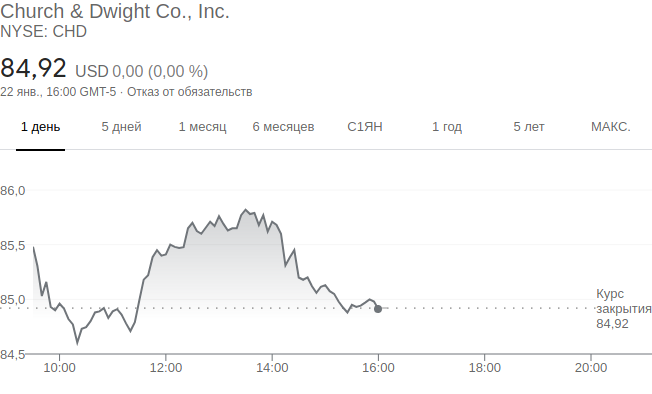 Church & Dwight Co., Inc.
NYSE: CHD
84,92 USD 0,00 (0,00 %)
22 янв., 16:00 GMT-5 · Отказ от обязательств
1 день 5 дней 1 месяц 6 месяцев С1ЯН 1 год 5 лет МАКС.
86,0
85,5
85,0
84,5
Курс
закрытия
84,92
10:00 12:00 14:00 16:00 18:00 20:00